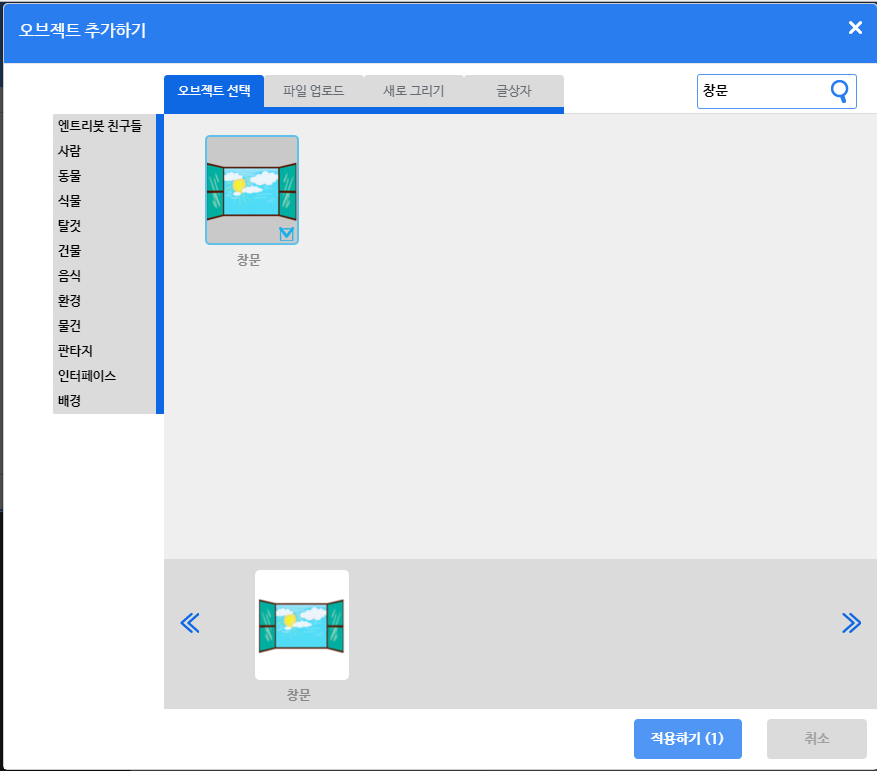 오브젝트 추가하기
오브젝트 선택 파일 업로드 새로 그리기 글상자
창문
엔트리봇 친구들
사람
동물
식물
탈것
건물
음식
환경
물건
판타지
인터페이스
배경
창문
창문
적용하기 (1) 취소